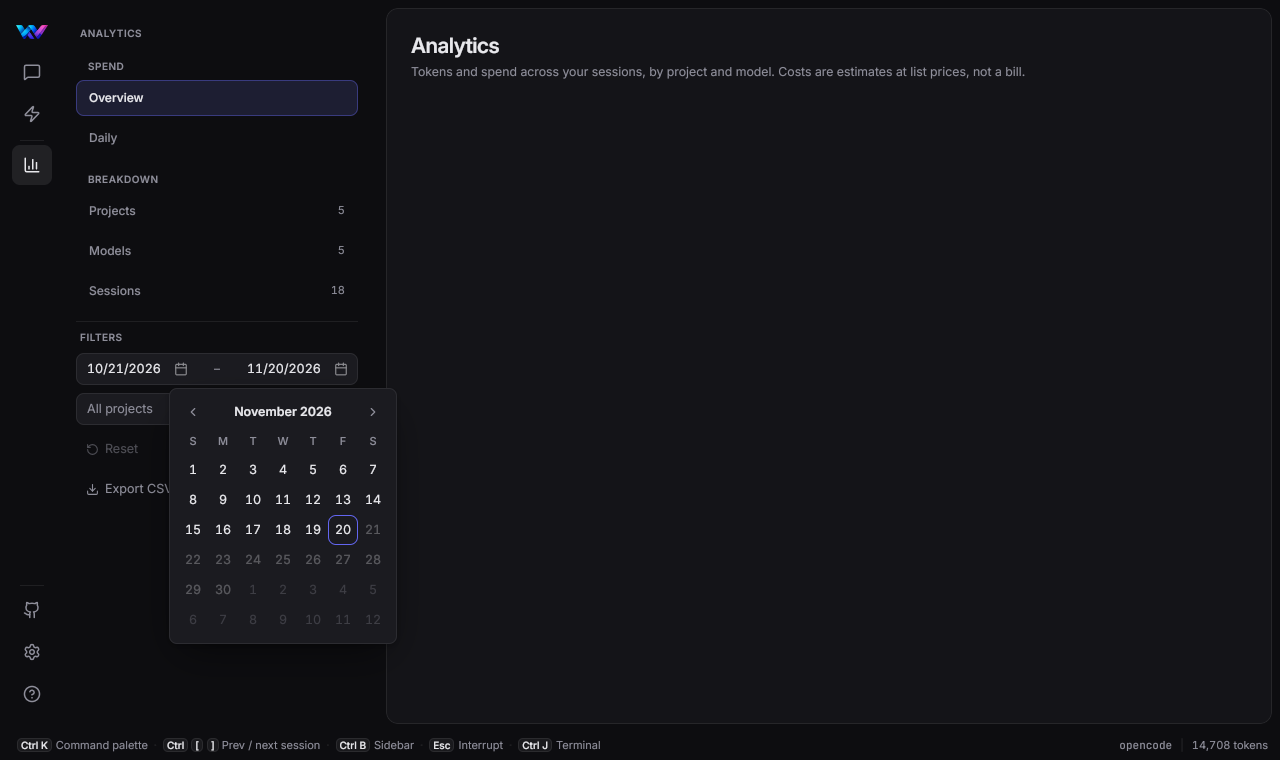 ANALYTICS
SPEND
Overview
Daily
BREAKDOWN
Projects 5
Models 5
Sessions 18
FILTERS
10/21/2026 – 11/20/2026
All projects
Reset
Export CSV
November 2026
S M T W T F S
1 2 3 4 5 6 7
8 9 10 11 12 13 14
15 16 17 18 19 20 21
22 23 24 25 26 27 28
29 30 1 2 3 4 5
6 7 8 9 10 11 12
Analytics
Tokens and spend across your sessions, by project and model. Costs are estimates at list prices, not a bill.
Ctrl K Command palette · Ctrl [ ] Prev / next session · Ctrl B Sidebar · Esc Interrupt · Ctrl J Terminal
opencode | 14,708 tokens